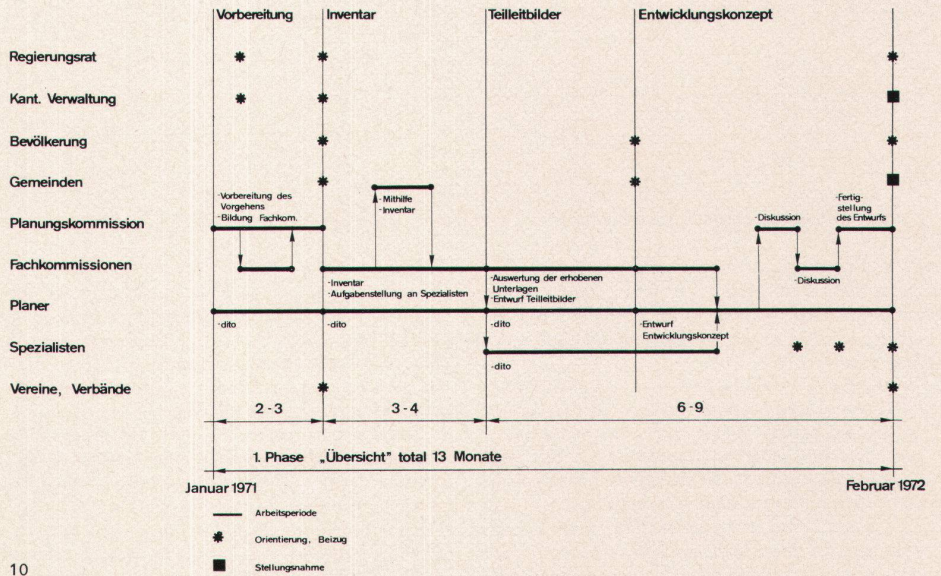 Vorbereitung Inventar Teilleitbilder Entwicklungskonzept
Regierungsrat
Kant. Verwaltung
Bevölkerung
Gemeinden
-Vorbereitung des
Vorgehens
-Bildung Fachkom.
-Mithilfe
-Inventar
-Fertig-
stellung
des Entwurfs
-Diskussion
Planungskommission
Fachkommissionen
-Inventar
-Aufgabenstellung an Spezialisten
-Auswertung der erhobenen
Unterlagen
-Entwurf Teilleitbilder
-Diskussion
Planer
-dito
-dito
-dito
-Entwurf
Entwicklungskonzept
Spezialisten
-dito
Vereine, Verbände
2-3 3-4 6-9
1. Phase „Übersicht" total 13 Monate
Januar 1971 Februar 1972
Arbeitsperiode
Orientierung, Beizug
Stellungsnahme
10